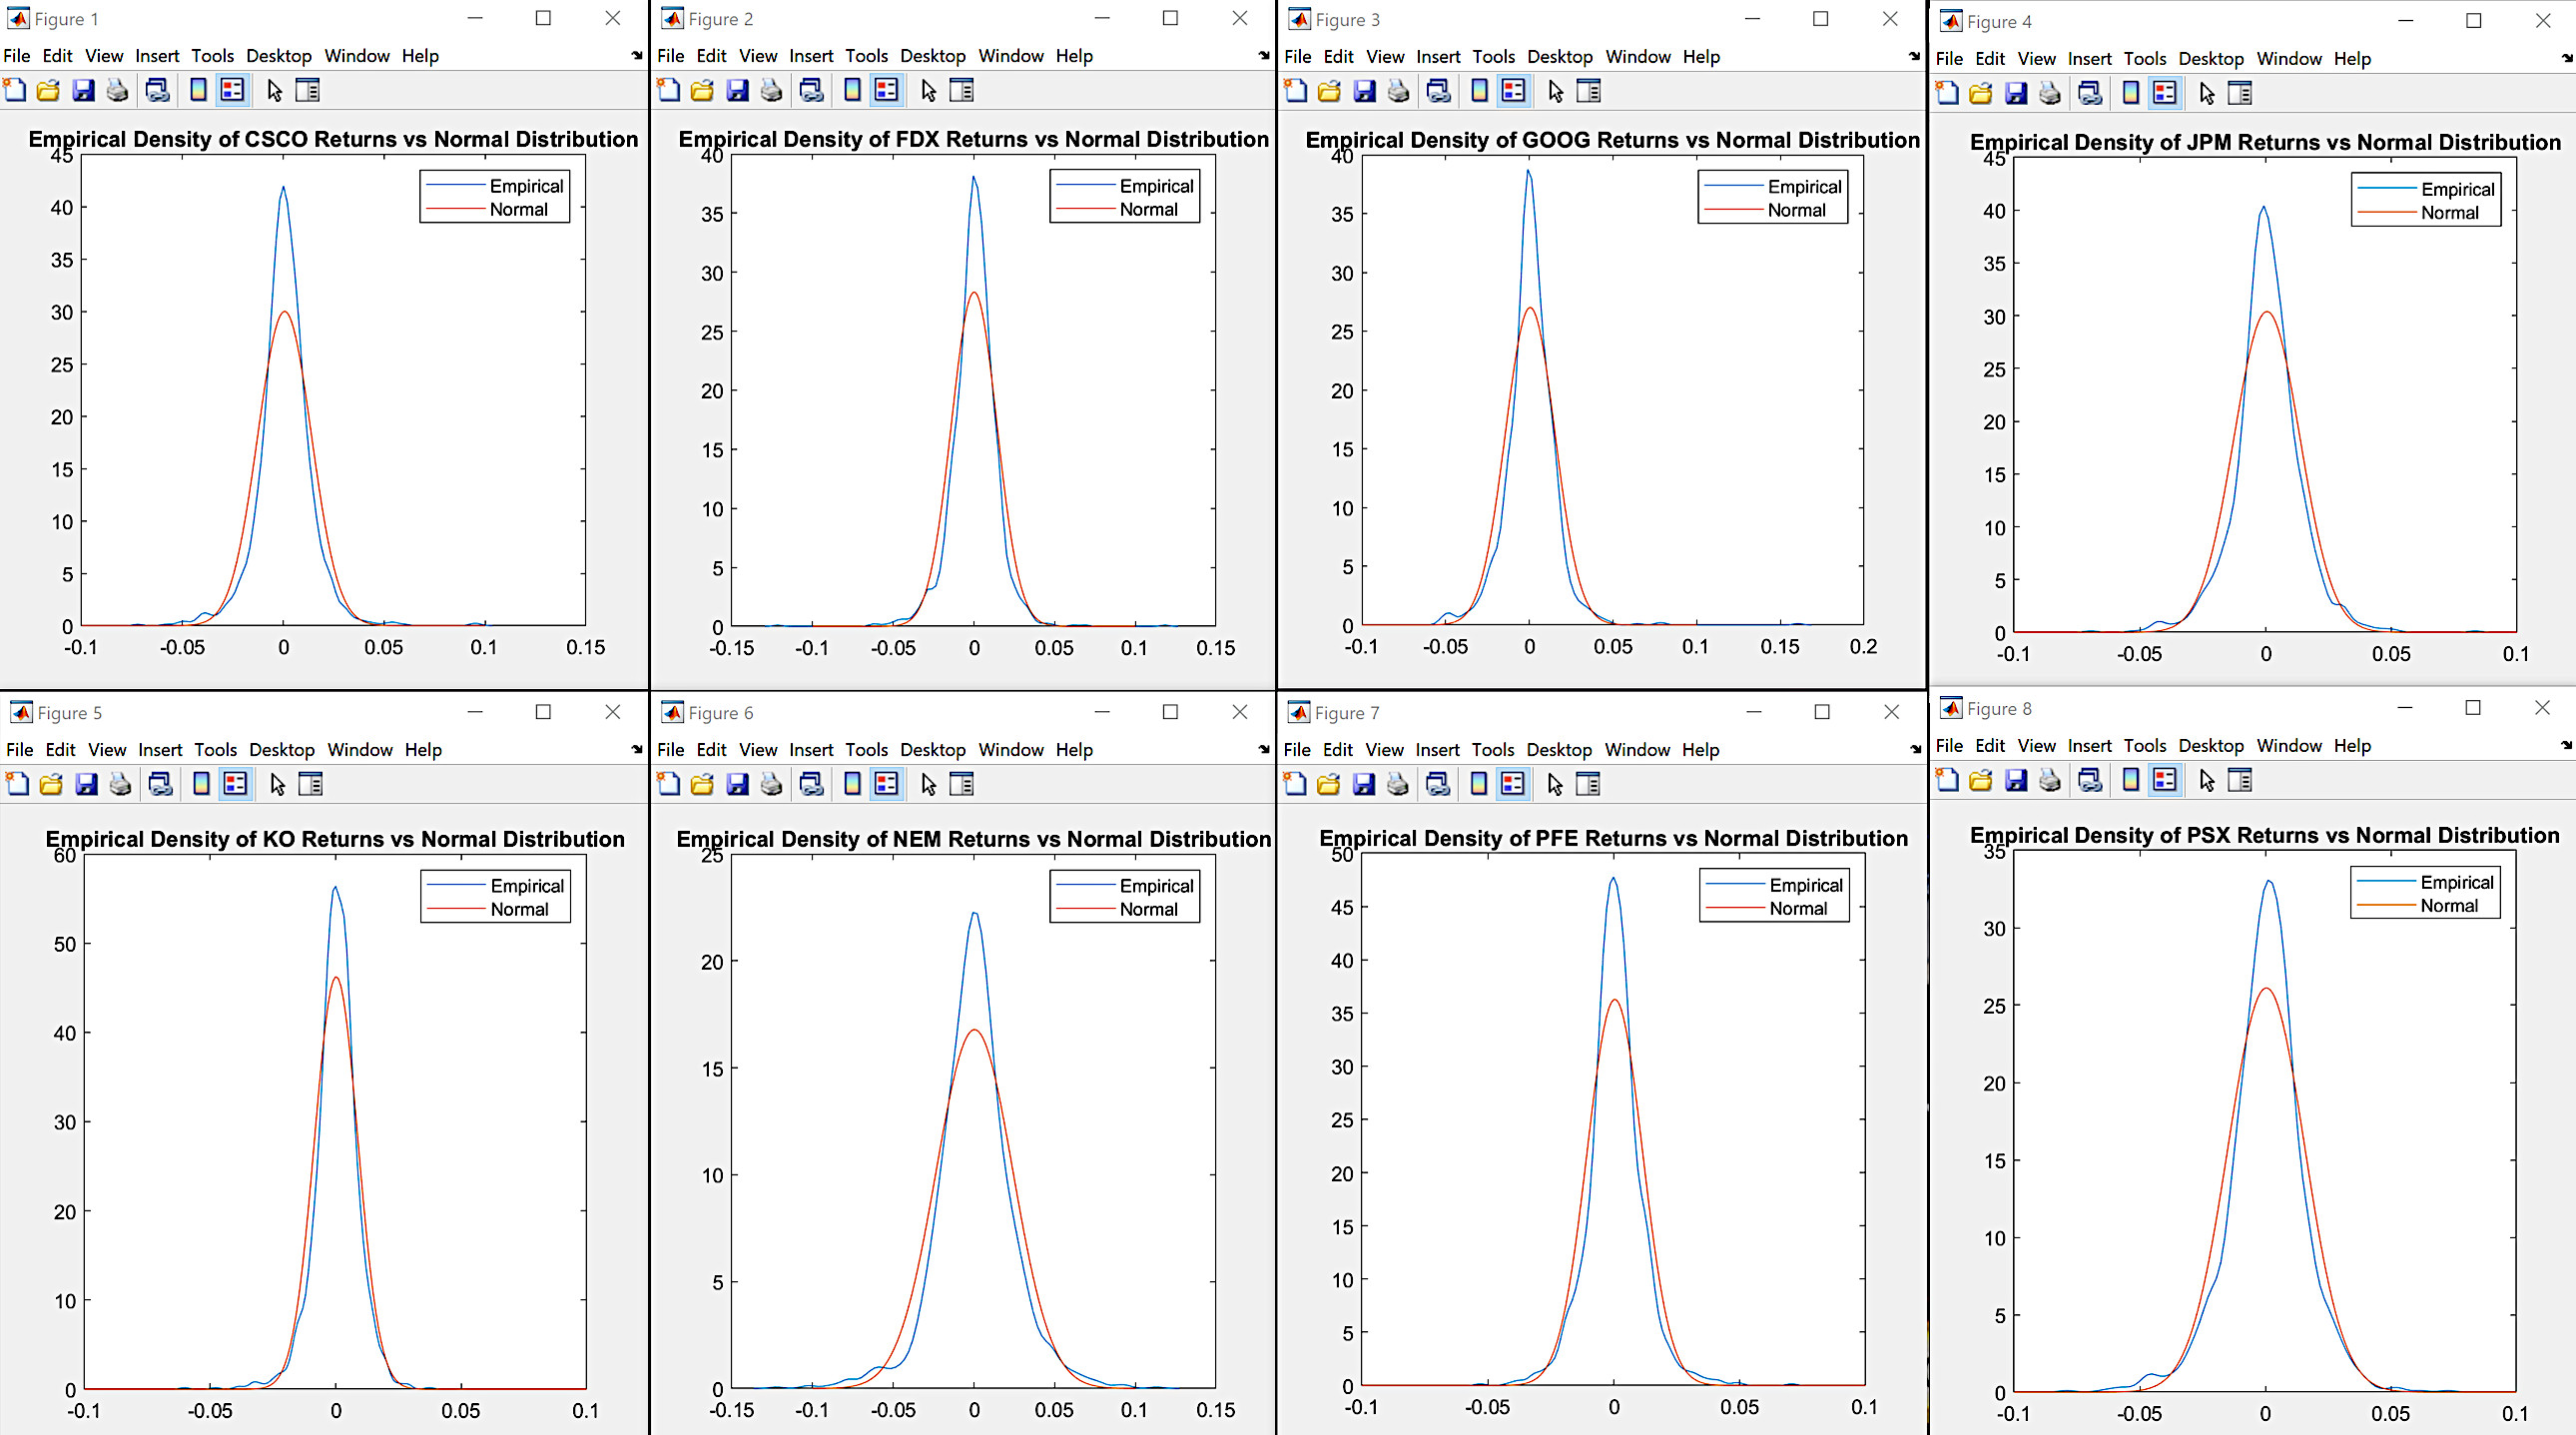 Figure 1
File Edit View Insert Tools Desktop Window Help
Empirical Density of CSCO Returns vs Normal Distribution
Empirical
Normal
45
40
35
30
25
20
15
10
5
0
-0.1 -0.05 0 0.05 0.1 0.15
Figure 2
File Edit View Insert Tools Desktop Window Help
Empirical Density of FDX Returns vs Normal Distribution
Empirical
Normal
40
35
30
25
20
15
10
5
0
-0.15 -0.1 -0.05 0 0.05 0.1 0.15
Figure 3
File Edit View Insert Tools Desktop Window Help
Empirical Density of GOOG Returns vs Normal Distribution
Empirical
Normal
40
35
30
25
20
15
10
5
0
-0.1 -0.05 0 0.05 0.1 0.15 0.2
Figure 4
File Edit View Insert Tools Desktop Window Help
Empirical Density of JPM Returns vs Normal Distribution
Empirical
Normal
45
40
35
30
25
20
15
10
5
0
-0.1 -0.05 0 0.05 0.1
Figure 5
File Edit View Insert Tools Desktop Window Help
Empirical Density of KO Returns vs Normal Distribution
Empirical
Normal
60
50
40
30
20
10
0
-0.1 -0.05 0 0.05 0.1
Figure 6
File Edit View Insert Tools Desktop Window Help
Empirical Density of NEM Returns vs Normal Distribution
Empirical
Normal
25
20
15
10
5
0
-0.15 -0.1 -0.05 0 0.05 0.1 0.15
Figure 7
File Edit View Insert Tools Desktop Window Help
Empirical Density of PFE Returns vs Normal Distribution
Empirical
Normal
50
45
40
35
30
25
20
15
10
5
0
-0.1 -0.05 0 0.05 0.1
Figure 8
File Edit View Insert Tools Desktop Window Help
Empirical Density of PSX Returns vs Normal Distribution
Empirical
Normal
35
30
25
20
15
10
5
0
-0.1 -0.05 0 0.05 0.1